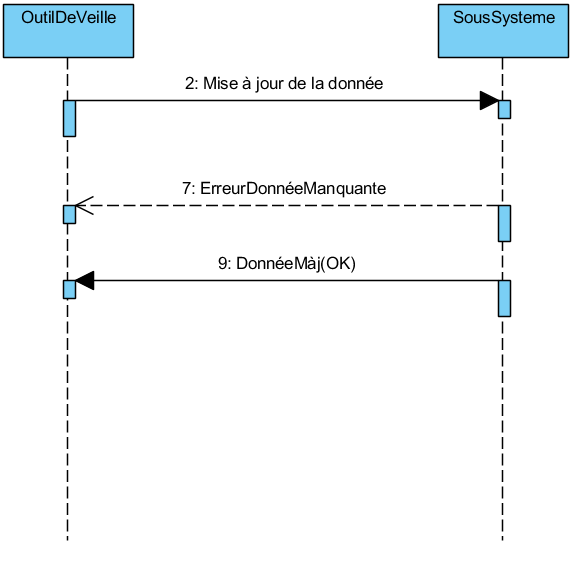 OutilDeVeille
SousSysteme
2: Mise à jour de la donnée
7: ErreurDonnéeManquante
9: DonnéeMàj(OK)